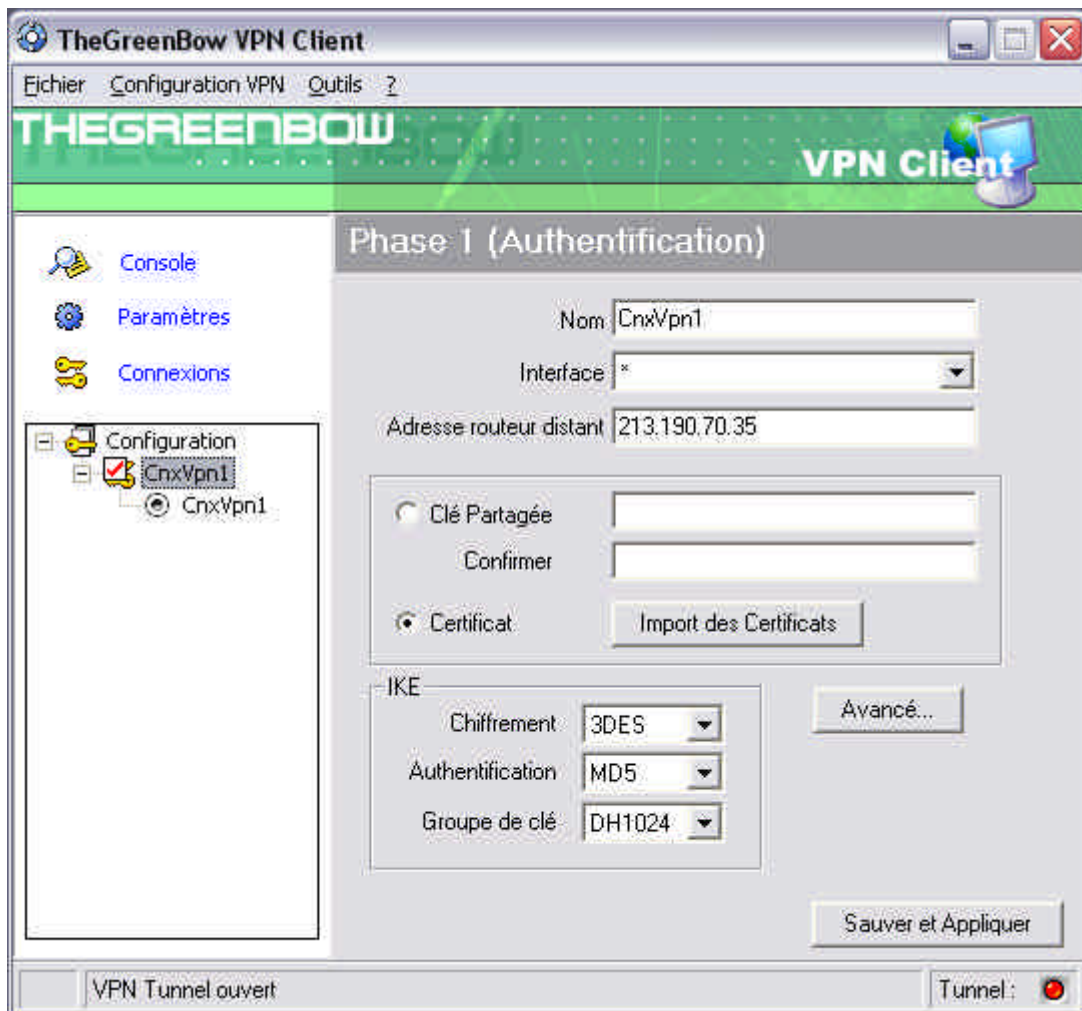 TheGreenBow VPN Client
Fichier Configuration VPN Outils ?
THEGREENBOW
VPN Client
Console
Paramètres
Connexions
Configuration
CnxVpn1
CnxVpn1
Phase 1 (Authentification)
Nom CnxVpn1
Interface *
Adresse routeur distant 213.190.70.35
Clé Partagée
Confirmer
Certificat Import des Certificats
IKE
Chiffrement 3DES
Avancé...
Authentification MD5
Groupe de clé DH1024
Sauver et Appliquer
VPN Tunnel ouvert Tunnel :